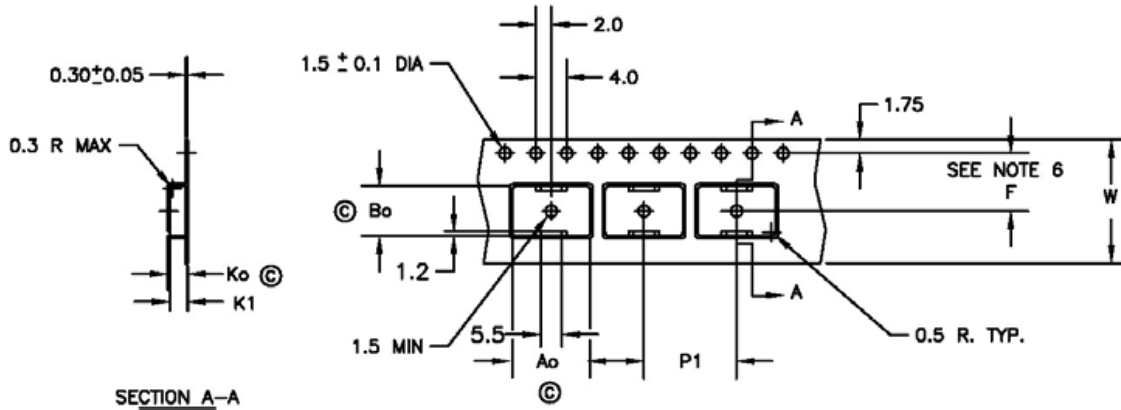 2.0
1.5 ± 0.1 DIA
0.30±0.05
4.0
1.75
A
0.3 R MAX
SEE NOTE 6
F
W
Ⓒ Bo
1.2
Ko Ⓒ
K1
A
5.5
1.5 MIN
Ao
Ⓒ
P1
0.5 R. TYP.
SECTION A-A